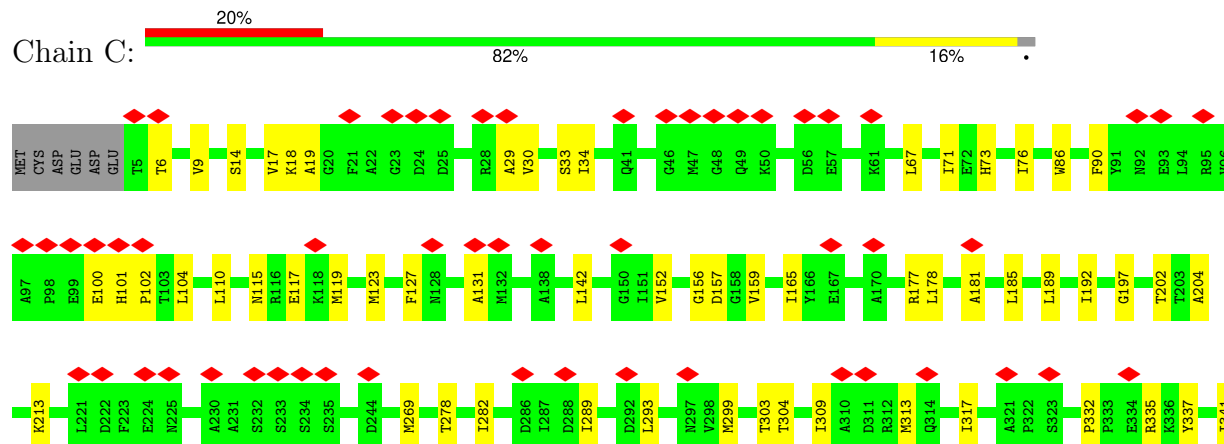 20%
Chain C:
82% 16% •
MET CYS ASP GLU ASP GLU T5 T6 V9 S14 V17 K18 A19 G20 F21 A22 G23 D24 D25 R28 A29 V30 S33 I34 Q41 G46 M47 G48 Q49 K50 D56 E57 K61 L67 I71 E72 H73 I76 W86 F90 Y91 N92 E93 L94 R95
A97 P98 E99 E100 H101 P102 T103 L104 L110 N115 R116 E117 K118 M119 M123 F127 N128 A131 M132 A138 L142 G150 I151 V152 G156 D157 G158 V159 I165 Y166 E167 A170 R177 L178 A181 L185 L189 I192 G197 T202 T203 A204
K213 L221 D222 F223 E224 N225 A230 A231 S232 S233 S234 S235 D244 M269 T278 I282 D286 I287 D288 I289 D292 L293 N297 V298 M299 T303 T304 I309 A310 D311 R312 M313 Q314 I317 A321 P322 S323 P332 P333 E334 R335 K336 Y337